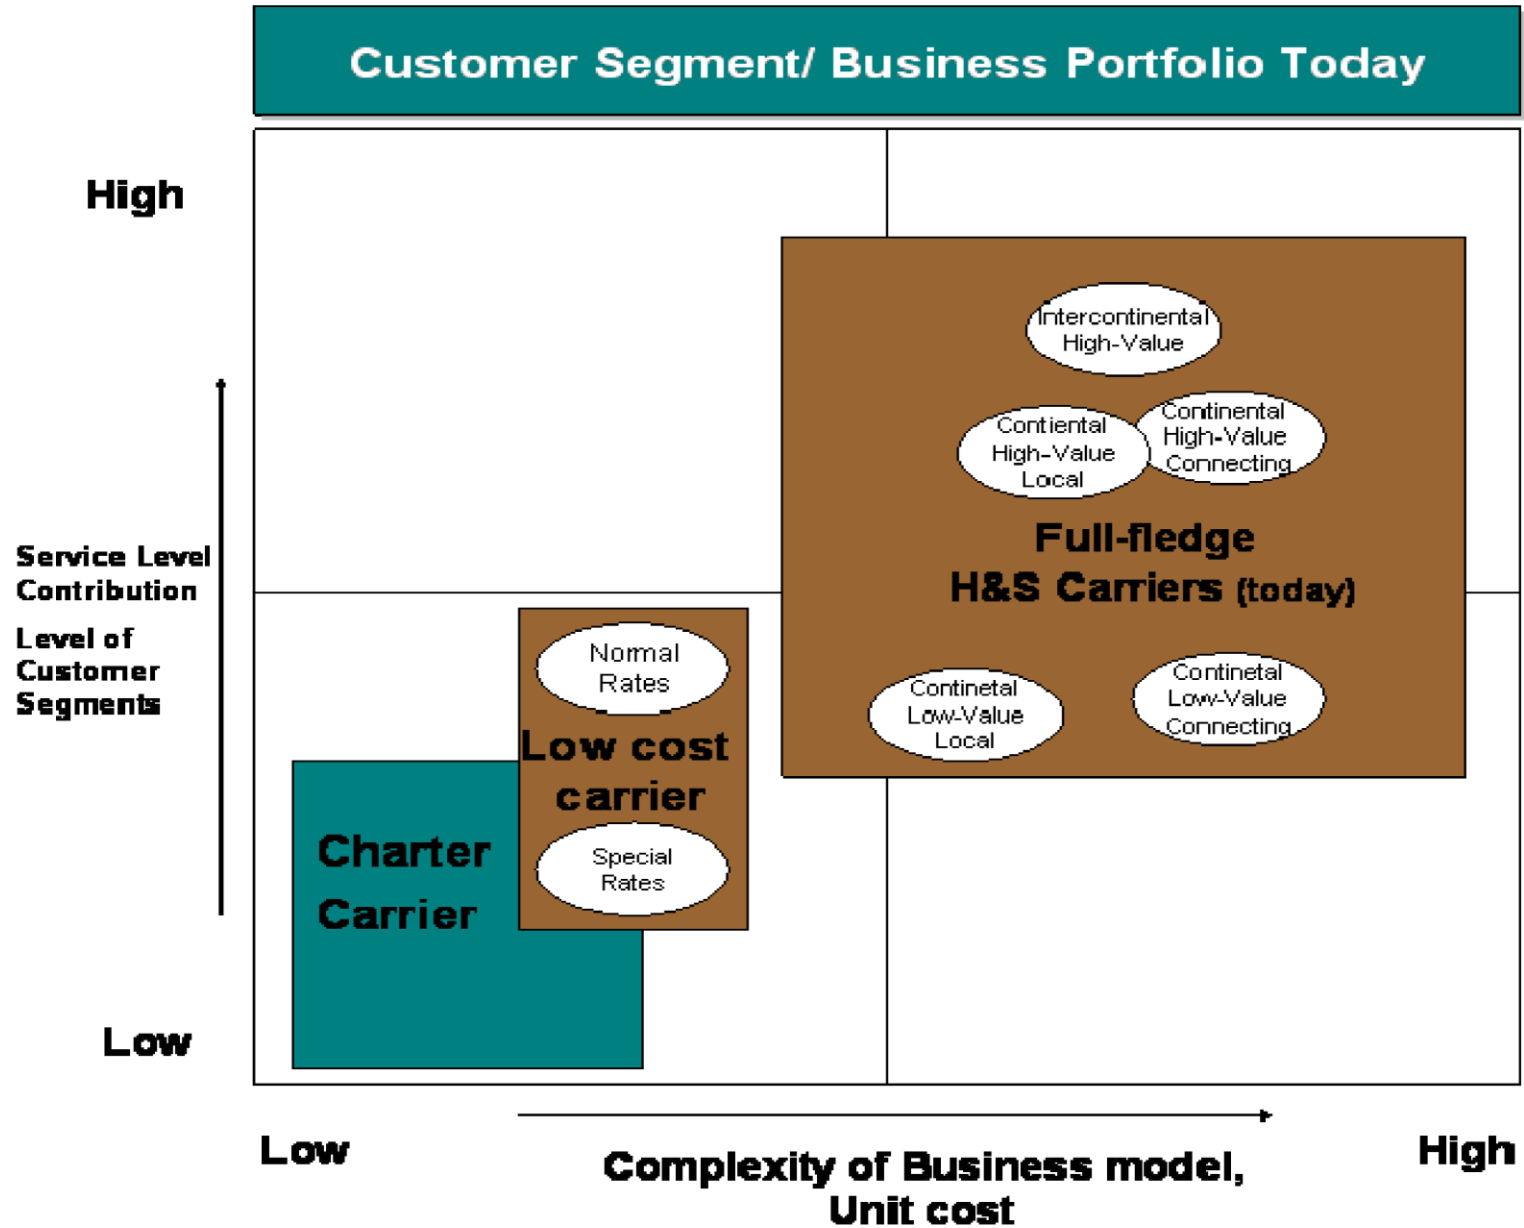 Customer Segment/ Business Portfolio Today
High
Intercontinental
High-Value
Contiental
High-Value
Local
Continental
High-Value
Connecting
Full-fledge
H&S Carriers (today)
Service Level
Contribution
Level of
Customer
Segments
Normal
Rates
Low cost
carrier
Special
Rates
Continetal
Low-Value
Local
Continetal
Low-Value
Connecting
Charter
Carrier
Low
Low
Complexity of Business model,
Unit cost
High